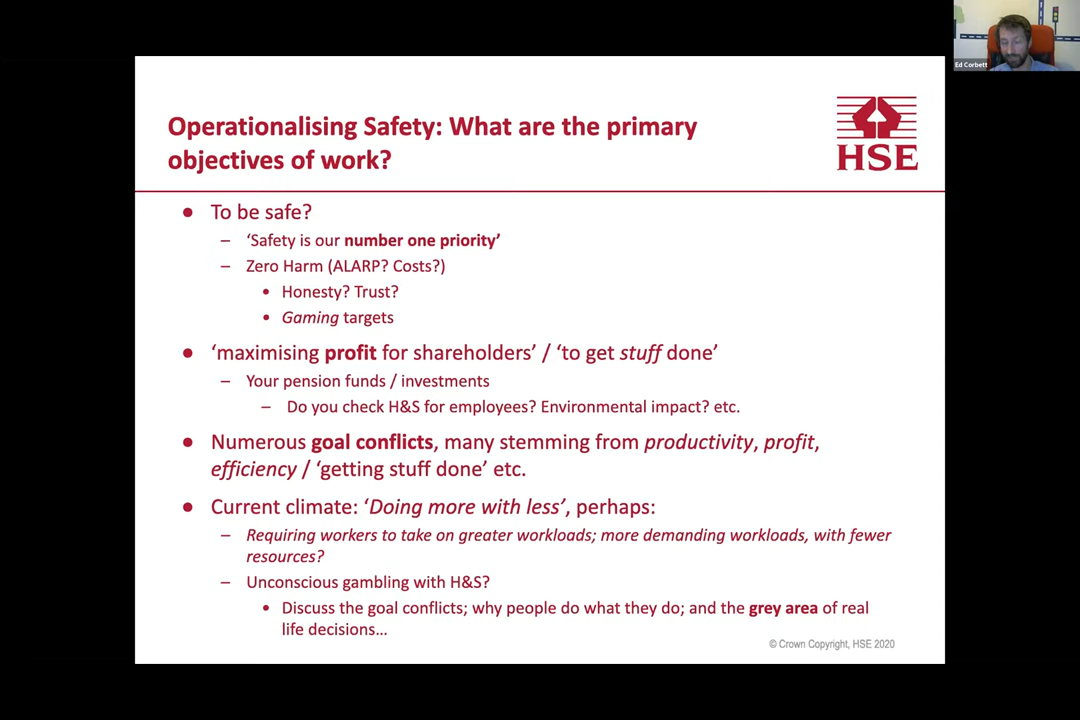 Ed Corbett
Operationalising Safety: What are the primary
objectives of work?
HSE
● To be safe?
– ‘Safety is our number one priority’
– Zero Harm (ALARP? Costs?)
• Honesty? Trust?
• Gaming targets
● ‘maximising profit for shareholders’ / ‘to get stuff done’
– Your pension funds / investments
– Do you check H&S for employees? Environmental impact? etc.
● Numerous goal conflicts, many stemming from productivity, profit,
efficiency / ‘getting stuff done’ etc.
● Current climate: ‘Doing more with less’, perhaps:
– Requiring workers to take on greater workloads; more demanding workloads, with fewer
resources?
– Unconscious gambling with H&S?
• Discuss the goal conflicts; why people do what they do; and the grey area of real
life decisions…
© Crown Copyright, HSE 2020